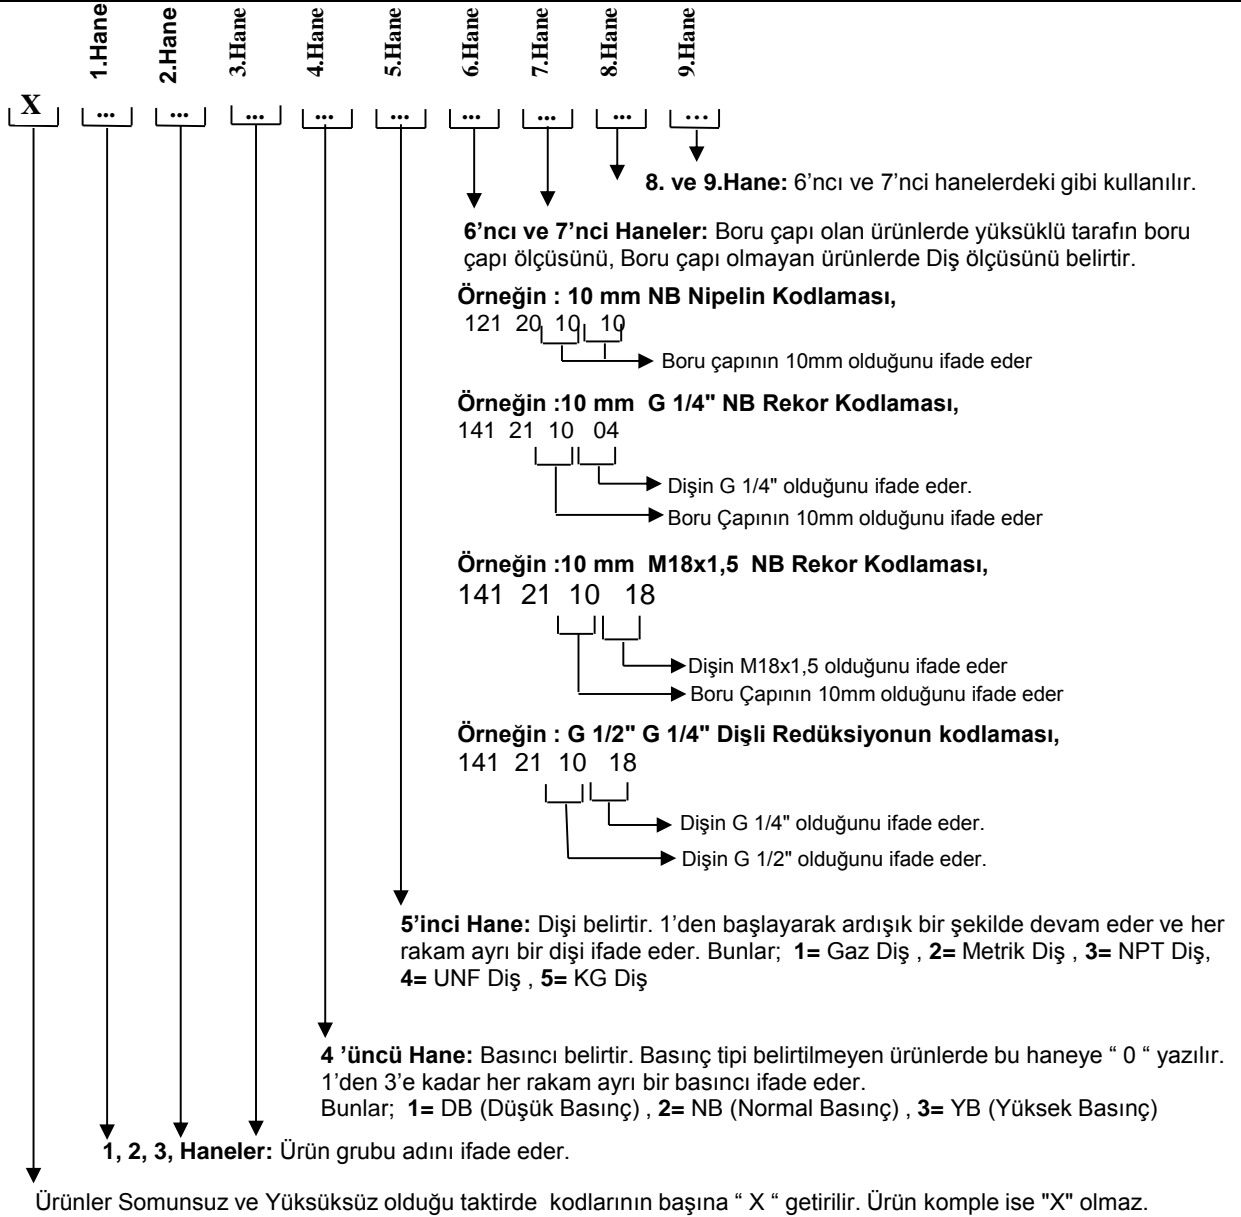 1.Hane 2.Hane 3.Hane 4.Hane 5.Hane 6.Hane 7.Hane 8.Hane 9.Hane
X ... ... ... ... ... ... ... ... ...
8. ve 9.Hane: 6’ncı ve 7’nci hanelerdeki gibi kullanılır.
6’ncı ve 7’nci Haneler: Boru çapı olan ürünlerde yüksüklü tarafın boru
çapı ölçüsünü, Boru çapı olmayan ürünlerde Diş ölçüsünü belirtir.
Örneğin : 10 mm NB Nipelin Kodlaması,
121 20 10 10
Boru çapının 10mm olduğunu ifade eder
Örneğin :10 mm G 1/4" NB Rekor Kodlaması,
141 21 10 04
Dişin G 1/4" olduğunu ifade eder.
Boru Çapının 10mm olduğunu ifade eder
Örneğin :10 mm M18x1,5 NB Rekor Kodlaması,
141 21 10 18
Dişin M18x1,5 olduğunu ifade eder
Boru Çapının 10mm olduğunu ifade eder
Örneğin : G 1/2" G 1/4" Dişli Redüksiyonun kodlaması,
141 21 10 18
Dişin G 1/4" olduğunu ifade eder.
Dişin G 1/2" olduğunu ifade eder.
5’inci Hane: Dişi belirtir. 1’den başlayarak ardışık bir şekilde devam eder ve her
rakam ayrı bir dişi ifade eder. Bunlar; 1= Gaz Diş , 2= Metrik Diş , 3= NPT Diş,
4= UNF Diş , 5= KG Diş
4 ’üncü Hane: Basıncı belirtir. Basınç tipi belirtilmeyen ürünlerde bu haneye “ 0 “ yazılır.
1’den 3’e kadar her rakam ayrı bir basıncı ifade eder.
Bunlar; 1= DB (Düşük Basınç) , 2= NB (Normal Basınç) , 3= YB (Yüksek Basınç)
1, 2, 3, Haneler: Ürün grubu adını ifade eder.
Ürünler Somunsuz ve Yüksüksüz olduğu taktirde kodlarının başına “ X “ getirilir. Ürün komple ise "X" olmaz.